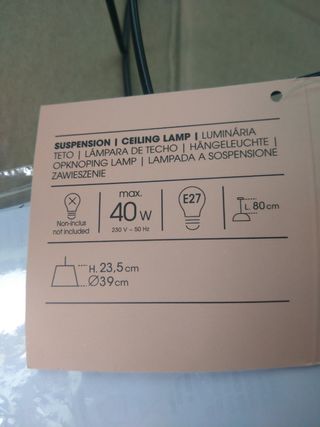 SUSPENSION | CEILING LAMP | LUMINÁRIA
TETO | LÁMPARA DE TECHO | HÄNGELEUCHTE |
OPKNOPING LAMP | LAMPADA A SOSPENSIONE
ZAWIESZENIE
Non-inclus
not included
max.
40 W
230 V ~ 50 Hz
E27
L. 80 cm
H. 23,5 cm
Ø39 cm